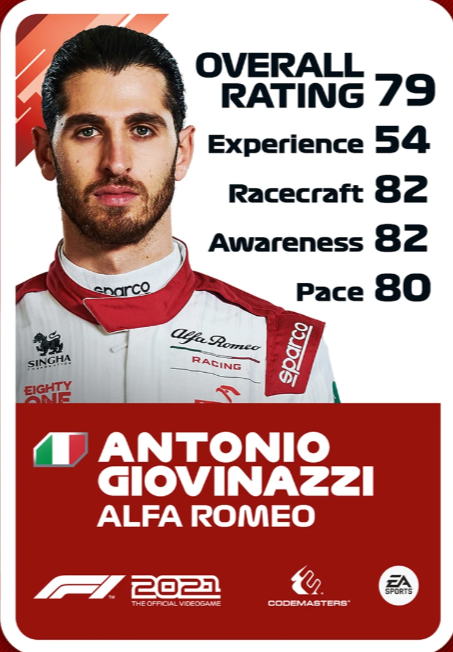 OVERALL
RATING 79
Experience 54
Racecraft 82
Awareness 82
Pace 80
sparco
SINGHA
EIGHTY
ONE
Alfa Romeo
RACING
sparco
ANTONIO
GIOVINAZZI
ALFA ROMEO
F1 2021
THE OFFICIAL VIDEOGAME
CODEMASTERS
EA
SPORTS